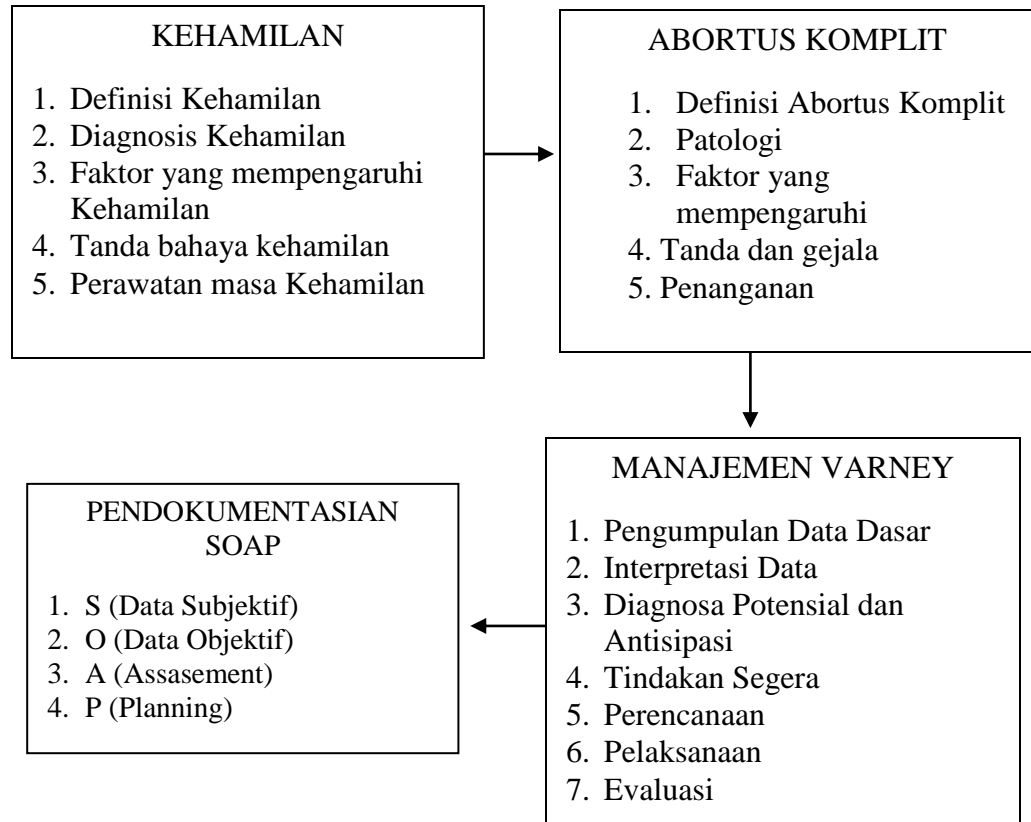 KEHAMILAN
1. Definisi Kehamilan
2. Diagnosis Kehamilan
3. Faktor yang mempengaruhi
Kehamilan
4. Tanda bahaya kehamilan
5. Perawatan masa Kehamilan
ABORTUS KOMPLIT
1. Definisi Abortus Komplit
2. Patologi
3. Faktor yang
mempengaruhi
4. Tanda dan gejala
5. Penanganan
MANAJEMEN VARNEY
1. Pengumpulan Data Dasar
2. Interpretasi Data
3. Diagnosa Potensial dan
Antisipasi
4. Tindakan Segera
5. Perencanaan
6. Pelaksanaan
7. Evaluasi
PENDOKUMENTASIAN
SOAP
1. S (Data Subjektif)
2. O (Data Objektif)
3. A (Assasement)
4. P (Planning)